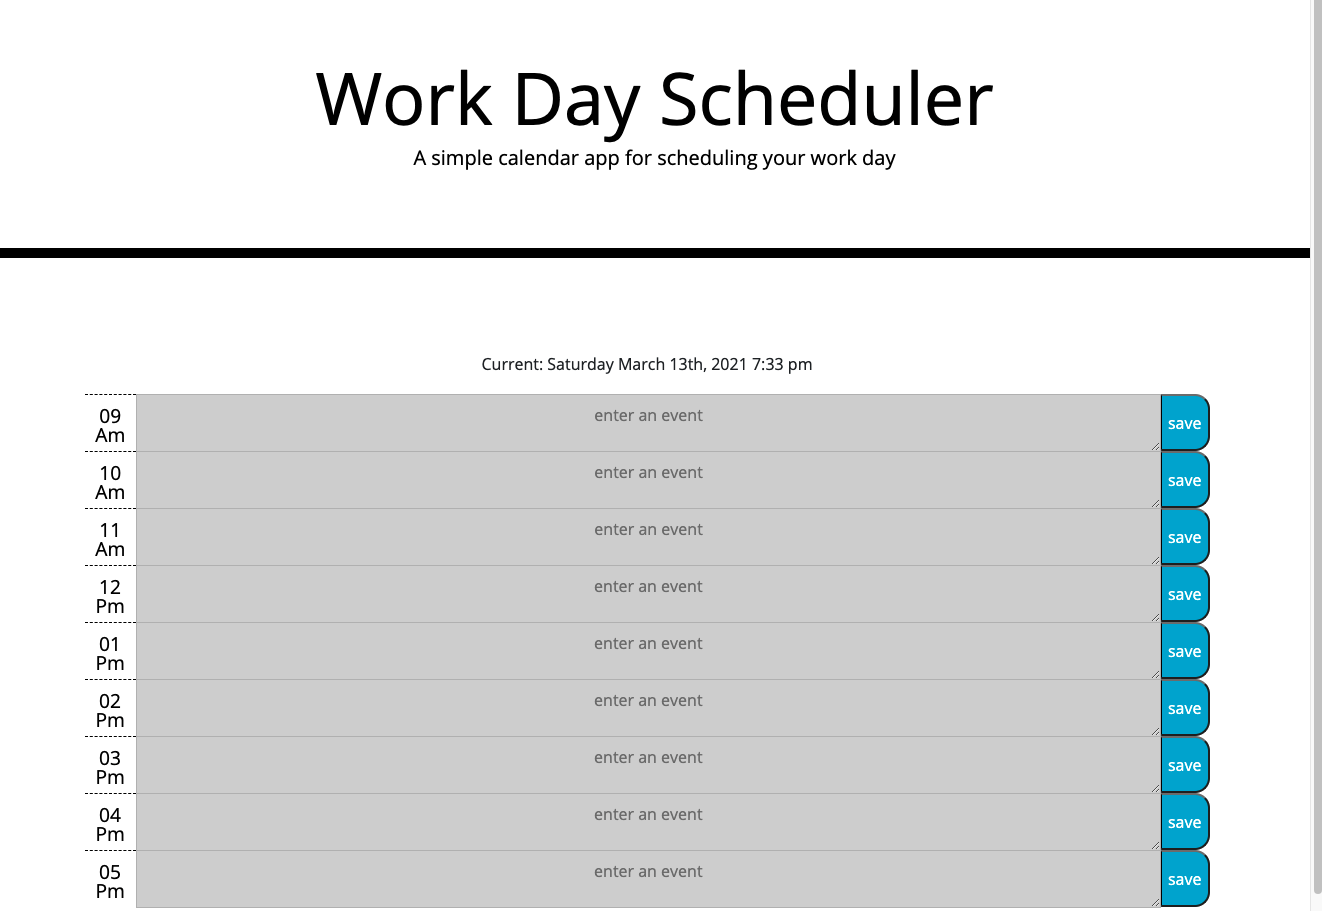 Work Day Scheduler
A simple calendar app for scheduling your work day
Current: Saturday March 13th, 2021 7:33 pm
09
Am
enter an event
save
10
Am
enter an event
save
11
Am
enter an event
save
12
Pm
enter an event
save
01
Pm
enter an event
save
02
Pm
enter an event
save
03
Pm
enter an event
save
04
Pm
enter an event
save
05
Pm
enter an event
save